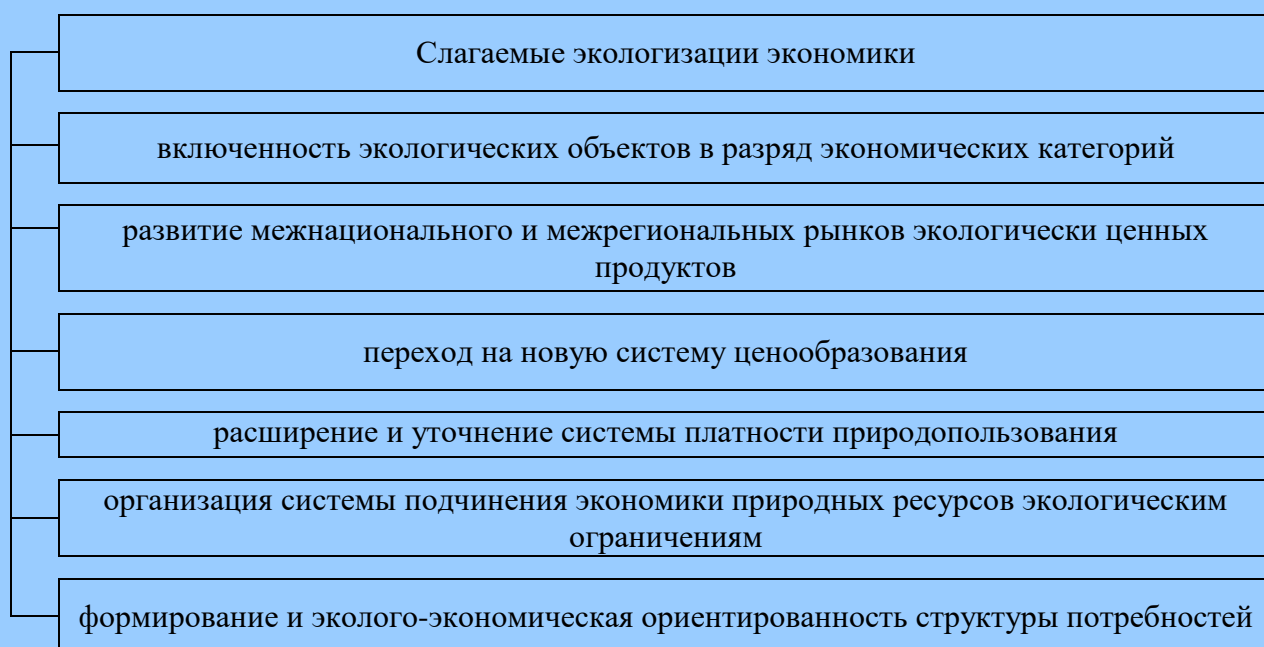 Слагаемые экологизации экономики
включенность экологических объектов в разряд экономических категорий
развитие межнационального и межрегиональных рынков экологически ценных
продуктов
переход на новую систему ценообразования
расширение и уточнение системы платности природопользования
организация системы подчинения экономики природных ресурсов экологическим
ограничениям
формирование и эколого-экономическая ориентированность структуры потребностей